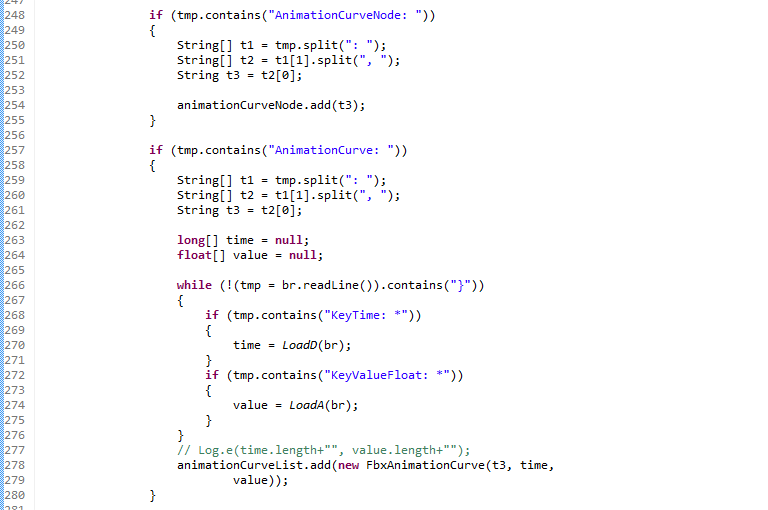 247
248 if (tmp.contains("AnimationCurveNode: "))
249 {
250 String[] t1 = tmp.split(": ");
251 String[] t2 = t1[1].split(", ");
252 String t3 = t2[0];
253
254 animationCurveNode.add(t3);
255 }
256
257 if (tmp.contains("AnimationCurve: "))
258 {
259 String[] t1 = tmp.split(": ");
260 String[] t2 = t1[1].split(", ");
261 String t3 = t2[0];
262
263 long[] time = null;
264 float[] value = null;
265
266 while (!(tmp = br.readLine()).contains("}"))
267 {
268 if (tmp.contains("KeyTime: *"))
269 {
270 time = LoadD(br);
271 }
272 if (tmp.contains("KeyValueFloat: *"))
273 {
274 value = LoadA(br);
275 }
276 }
277 // Log.e(time.length+"", value.length+"");
278 animationCurveList.add(new FbxAnimationCurve(t3, time,
279 value));
280 }
281